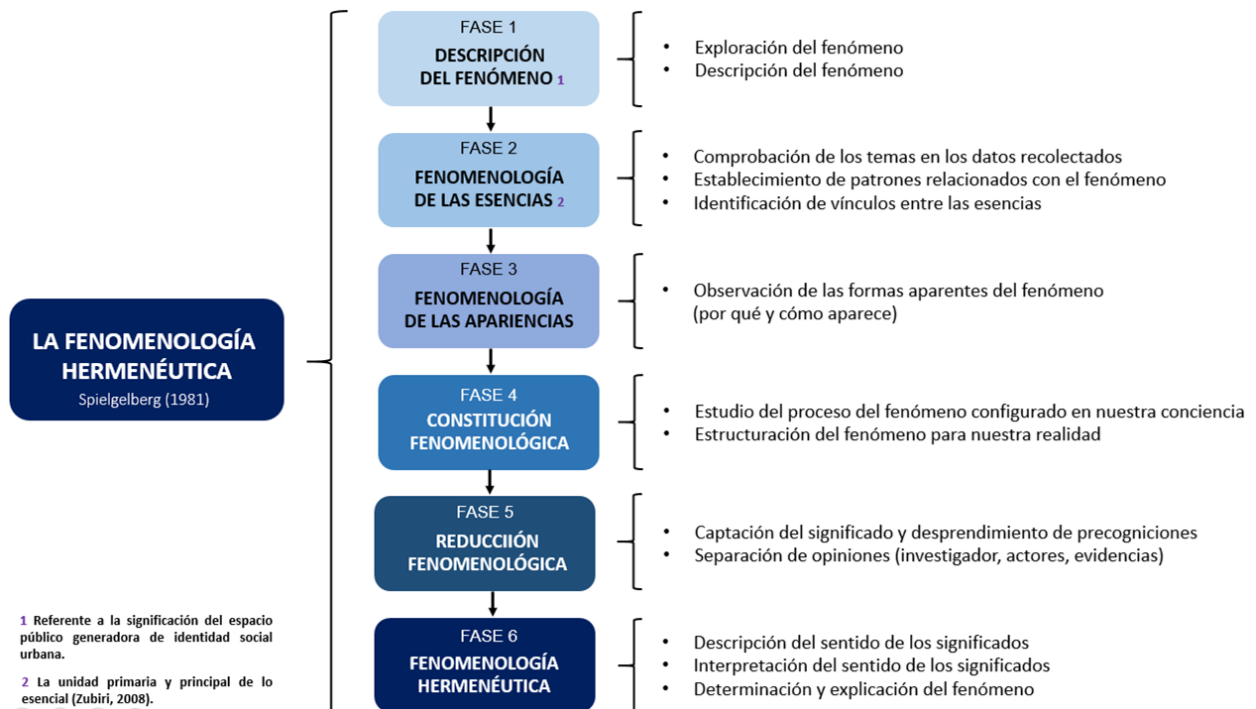 LA FENOMENOLOGÍA
HERMENÉUTICA
Spielgelberg (1981)
FASE 1
DESCRIPCIÓN
DEL FENÓMENO 1
• Exploración del fenómeno
• Descripción del fenómeno
FASE 2
FENOMENOLOGÍA
DE LAS ESENCIAS 2
• Comprobación de los temas en los datos recolectados
• Establecimiento de patrones relacionados con el fenómeno
• Identificación de vínculos entre las esencias
FASE 3
FENOMENOLOGÍA
DE LAS APARIENCIAS
• Observación de las formas aparentes del fenómeno
(por qué y cómo aparece)
FASE 4
CONSTITUCIÓN
FENOMENOLÓGICA
• Estudio del proceso del fenómeno configurado en nuestra conciencia
• Estructuración del fenómeno para nuestra realidad
FASE 5
REDUCCIIÓN
FENOMENOLÓGICA
• Captación del significado y desprendimiento de precogniciones
• Separación de opiniones (investigador, actores, evidencias)
FASE 6
FENOMENOLOGÍA
HERMENÉUTICA
• Descripción del sentido de los significados
• Interpretación del sentido de los significados
• Determinación y explicación del fenómeno
1 Referente a la significación del espacio
público generadora de identidad social
urbana.
2 La unidad primaria y principal de lo
esencial (Zubiri, 2008).